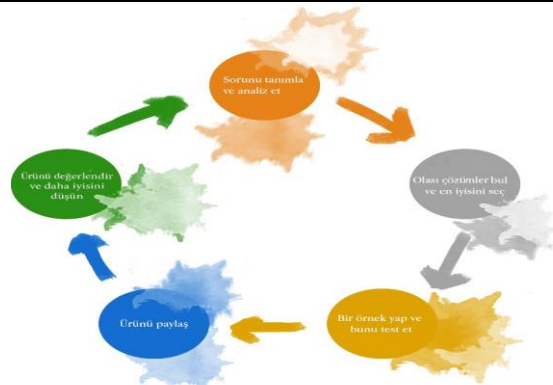 Sorunu tanımla
ve analiz et
Olası çözümler bul
ve en iyisini seç
Bir örnek yap ve
bunu test et
Ürünü paylaş
Ürünü değerlendir
ve daha iyisini
düşün